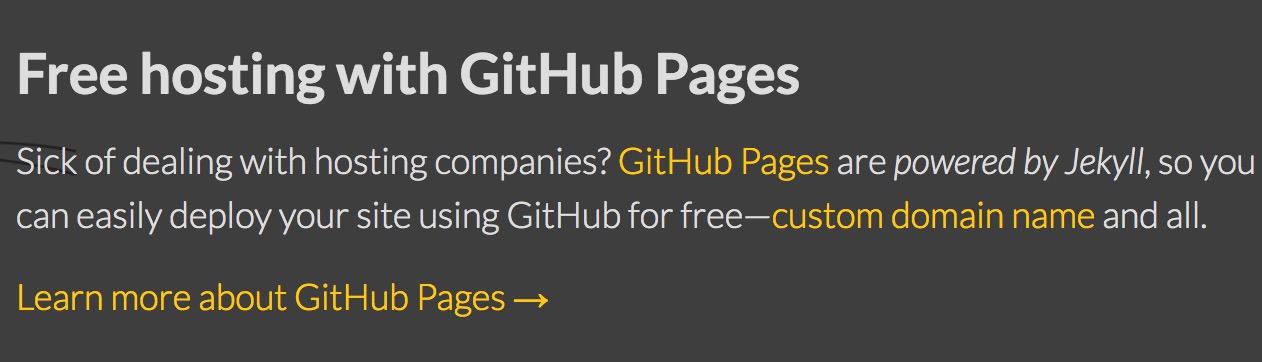 Free hosting with GitHub Pages
Sick of dealing with hosting companies? GitHub Pages are powered by Jekyll, so you
can easily deploy your site using GitHub for free—custom domain name and all.
Learn more about GitHub Pages →